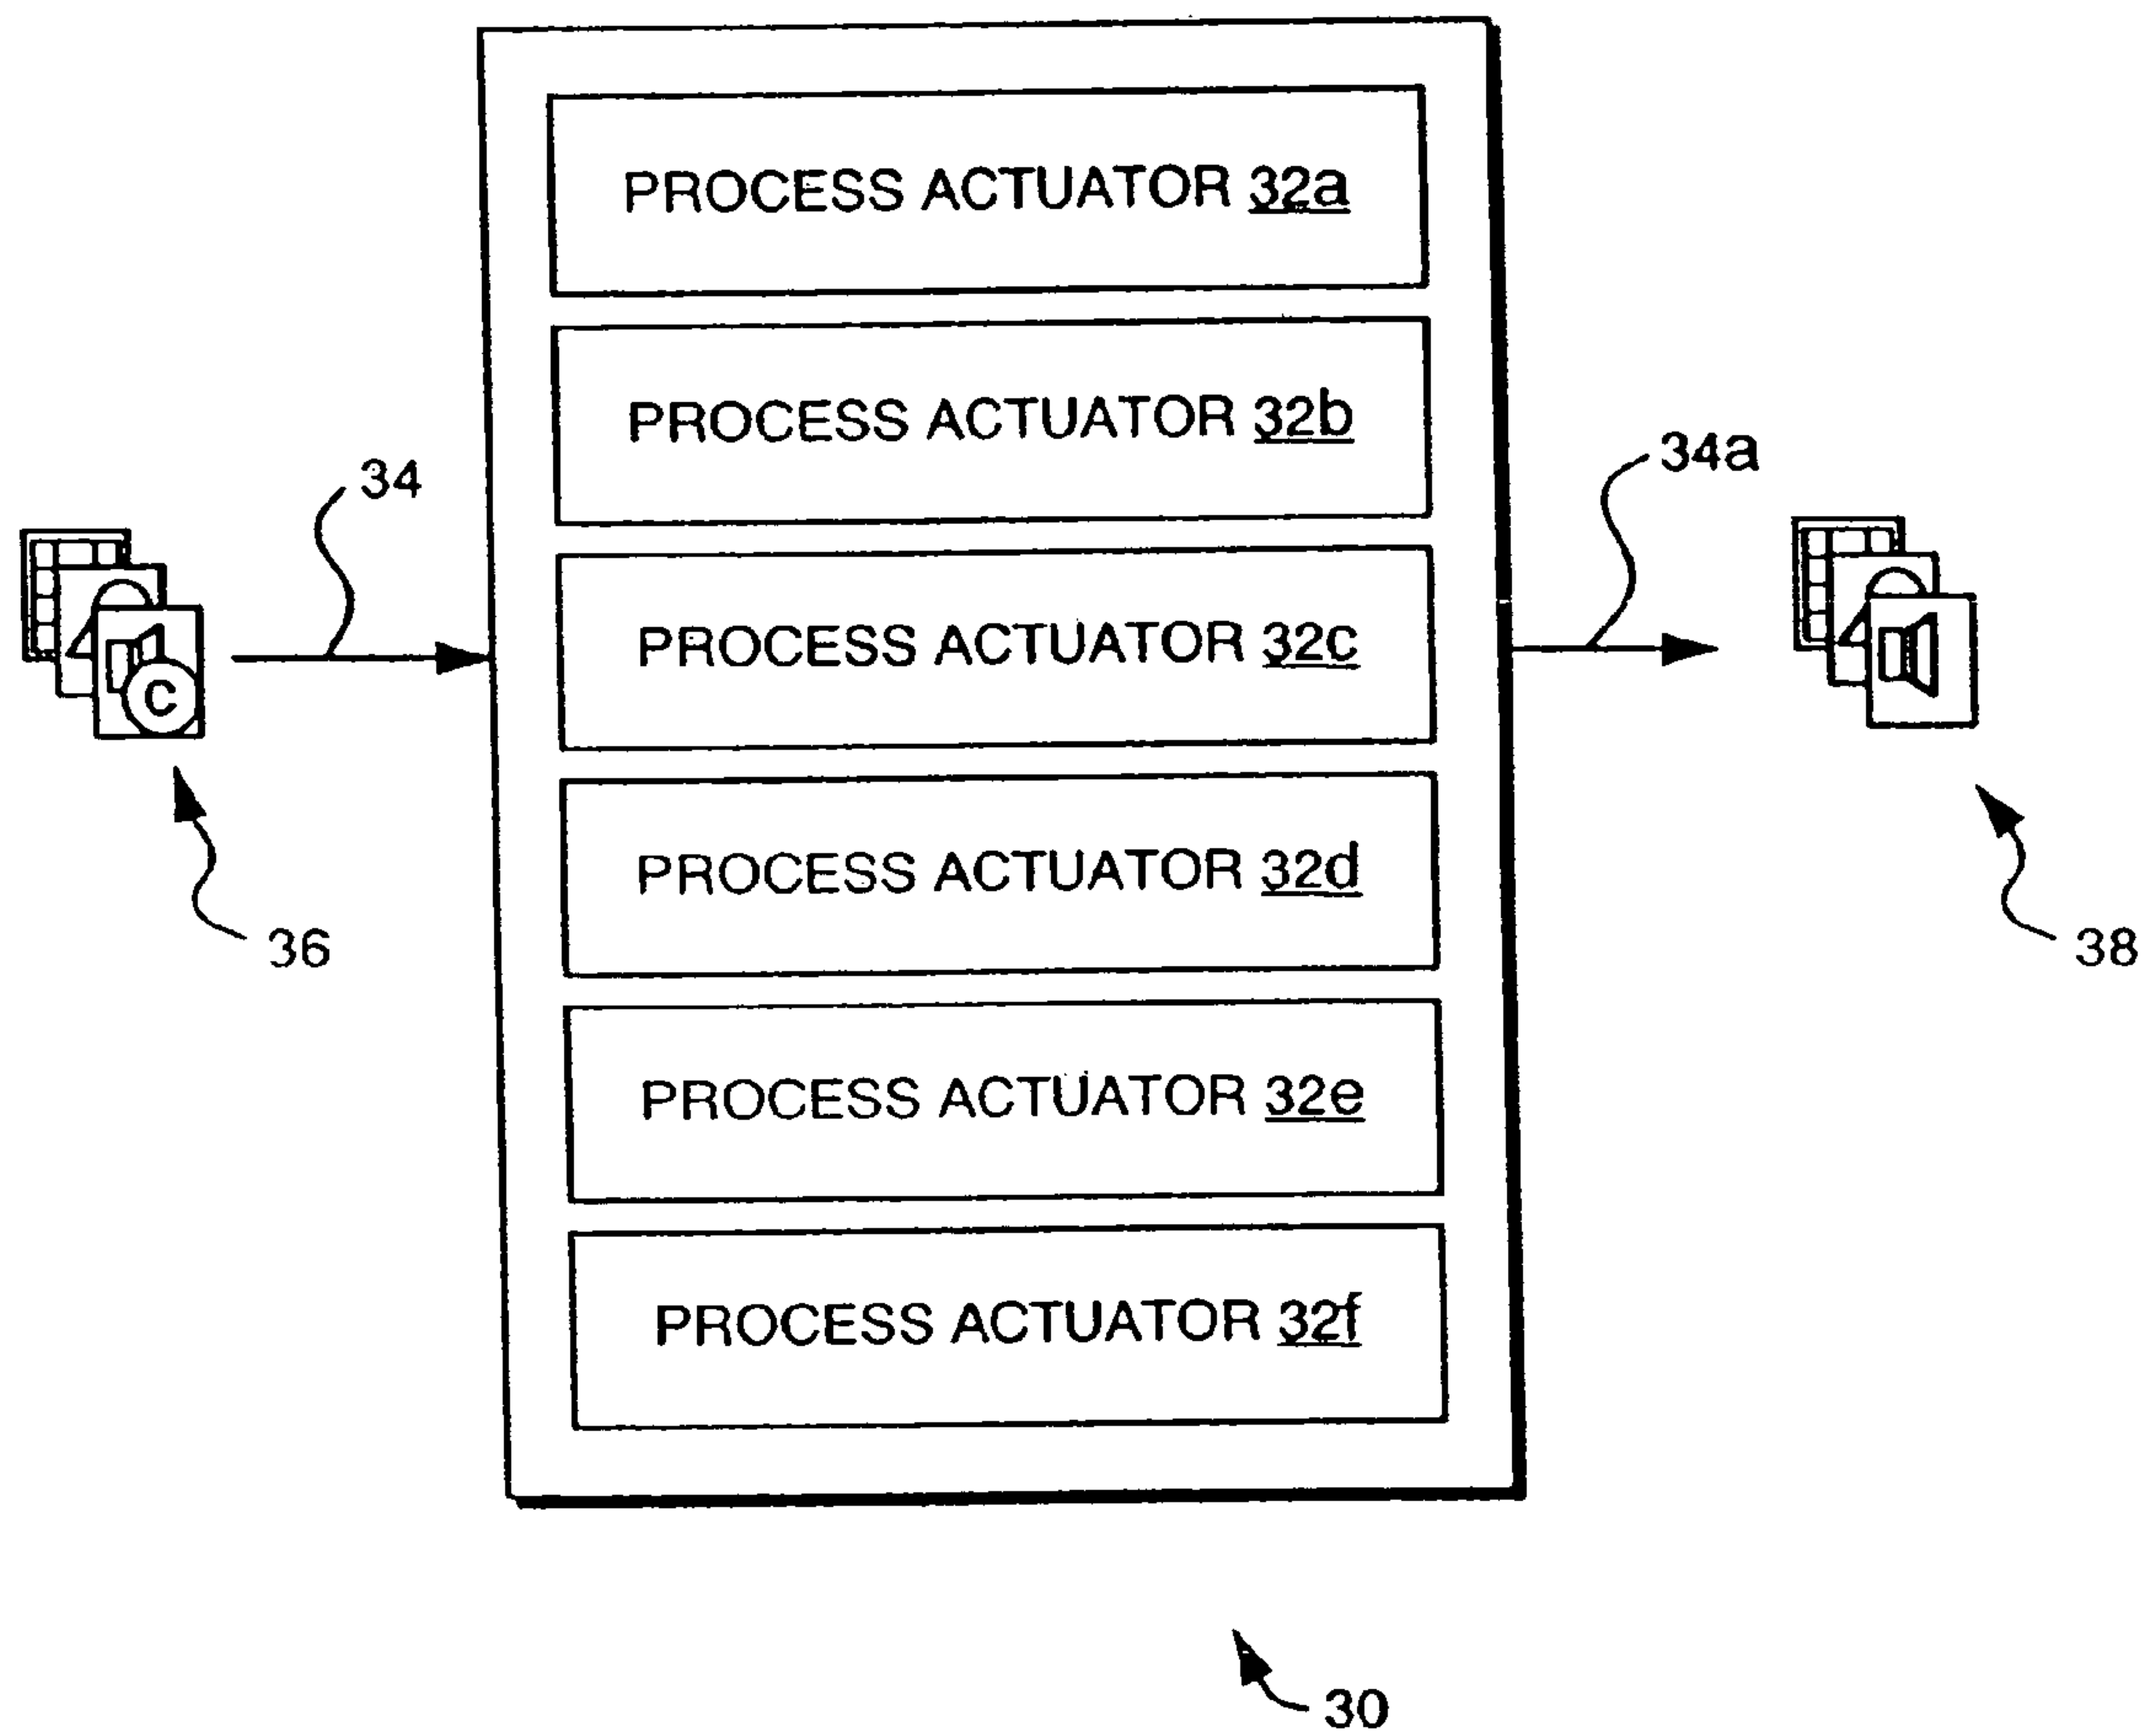 PROCESS ACTUATOR 32a
PROCESS ACTUATOR 32b
34
34a
PROCESS ACTUATOR 32c
C
PROCESS ACTUATOR 32d
36
38
PROCESS ACTUATOR 32e
PROCESS ACTUATOR 32f
30